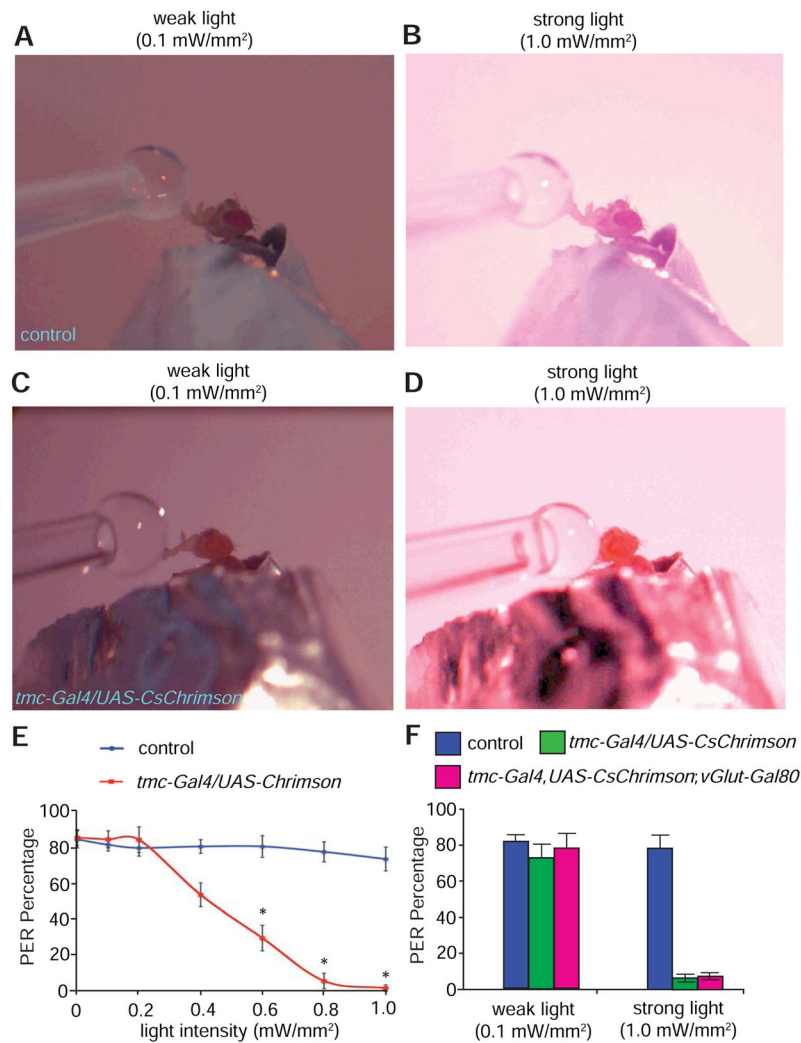 A
weak light
(0.1 mW/mm²)
B
strong light
(1.0 mW/mm²)
control
C
weak light
(0.1 mW/mm²)
D
strong light
(1.0 mW/mm²)
tmc-Gal4/UAS-CsChrimson
E
control
tmc-Gal4/UAS-Chrimson
PER Percentage
100
80
60
40
20
0
*
*
*
0
0.2
0.4
0.6
0.8
1.0
light intensity (mW/mm²)
F
control
tmc-Gal4/UAS-CsChrimson
tmc-Gal4,UAS-CsChrimson;vGlut-Gal80
PER Percentage
100
80
60
40
20
0
weak light
(0.1 mW/mm²)
strong light
(1.0 mW/mm²)